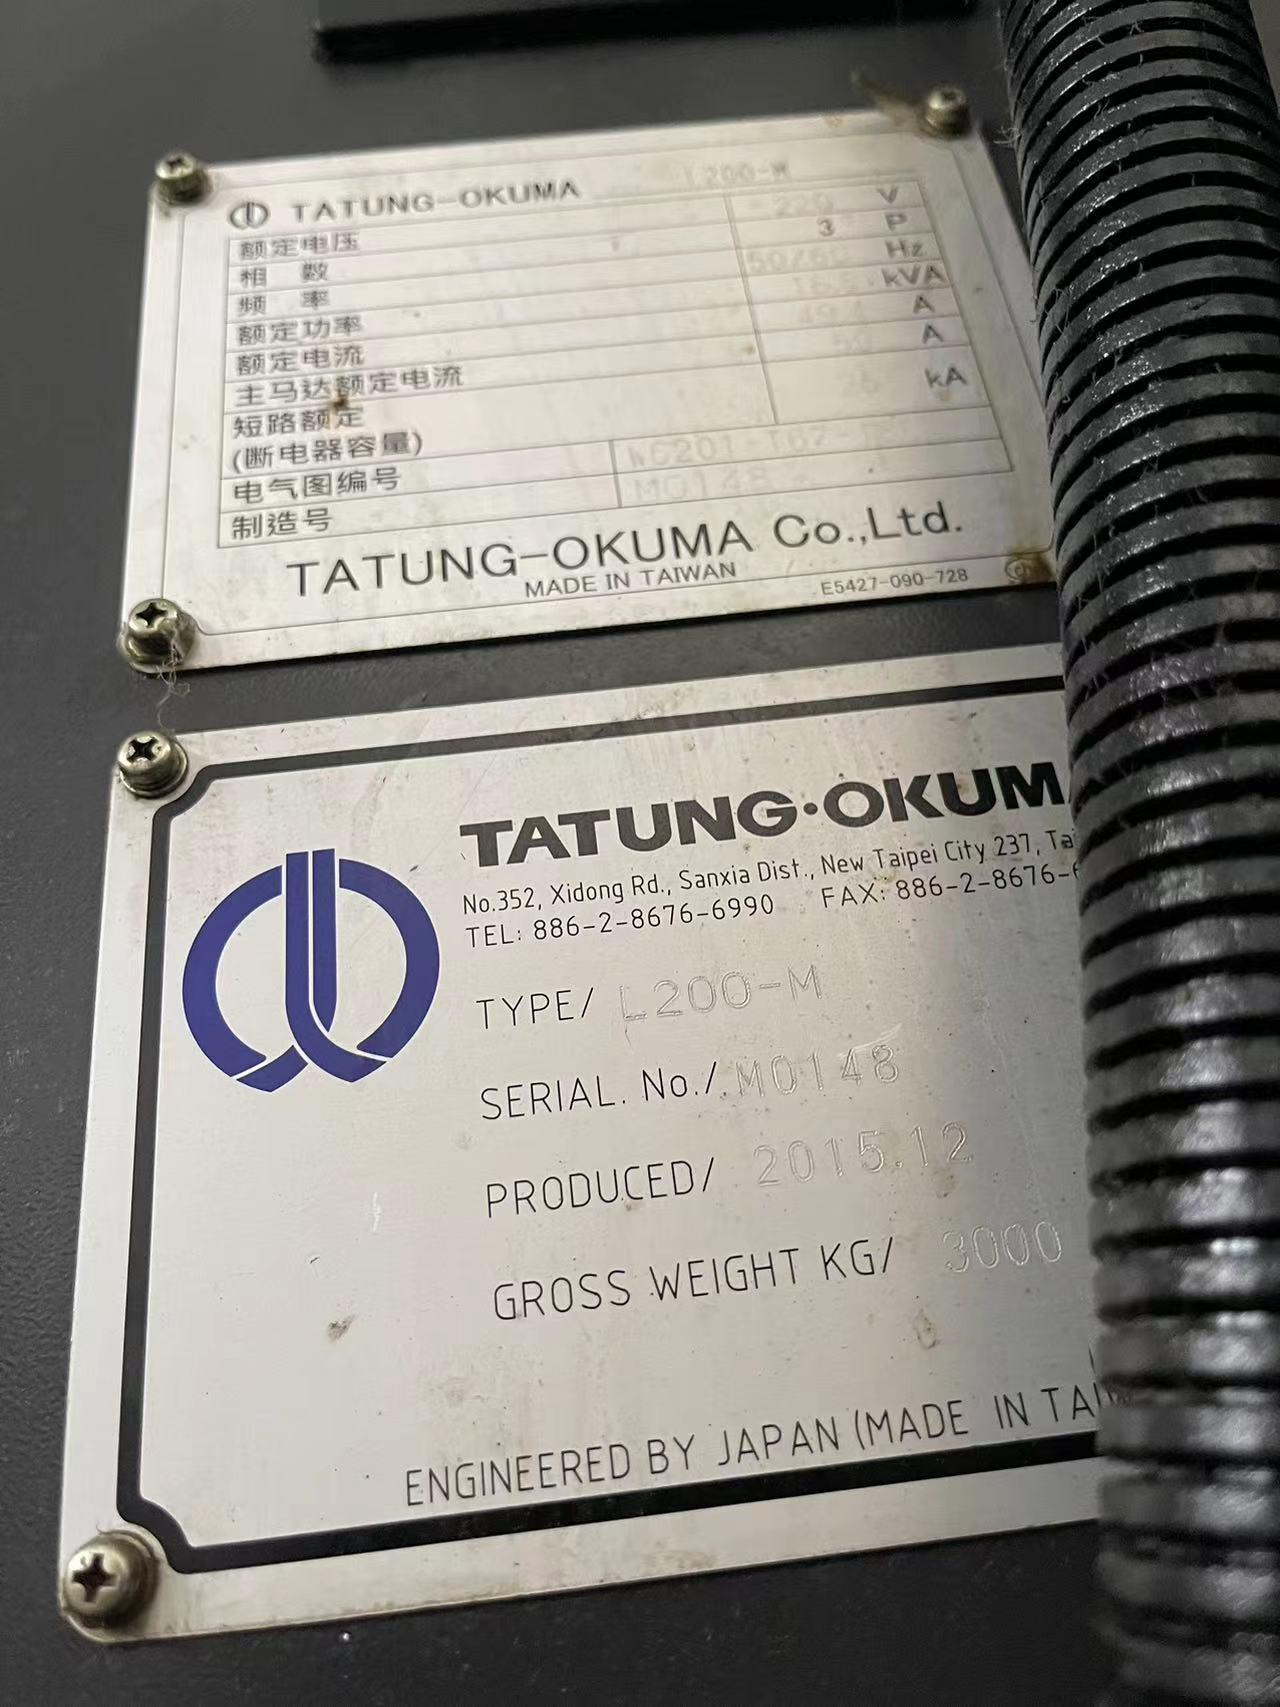 TATUNG-OKUMA L200-M
额定电压 220 V
相 数 3 P
频 率 50/60 Hz
额定功率 kVA
额定电流 A
主马达额定电流 A
短路额定 kA
(断电器容量)
电气图编号
制造号 M0148
TATUNG-OKUMA Co.,Ltd.
MADE IN TAIWAN
E5427-090-728
TATUNG·OKUM
No.352, Xidong Rd., Sanxia Dist., New Taipei City 237, Ta
TEL: 886-2-8676-6990 FAX: 886-2-8676-
TYPE/ L200-M
SERIAL. No./ M0148
PRODUCED/ 2015.12
GROSS WEIGHT KG/ 3000
ENGINEERED BY JAPAN (MADE IN TAIW